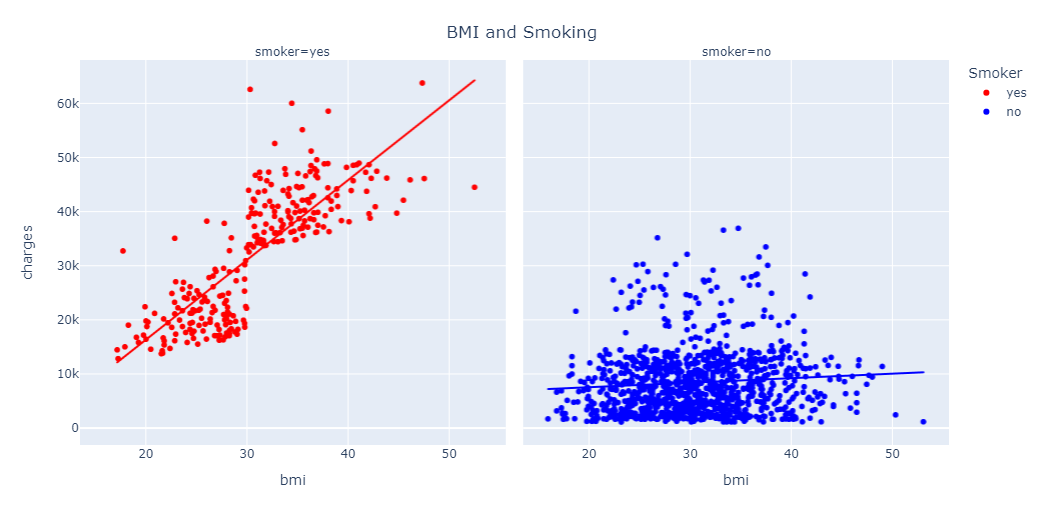 BMI and Smoking
smoker=yes
smoker=no
Smoker
yes
no
charges
60k
50k
40k
30k
20k
10k
0
20
30
40
50
20
30
40
50
bmi
bmi